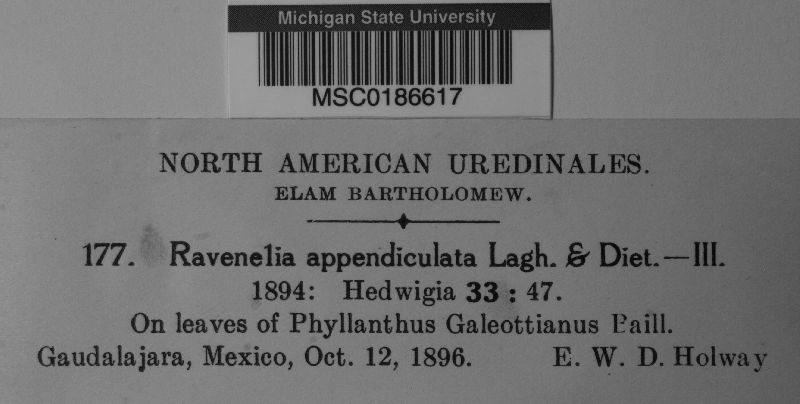 Michigan State University
MSC0186617
NORTH AMERICAN UREDINALES.
ELAM BARTHOLOMEW.
177. Ravenelia appendiculata Lagh. & Diet.—III.
1894: Hedwigia 33 : 47.
On leaves of Phyllanthus Galeottianus Baill.
Gaudalajara, Mexico, Oct. 12, 1896. E. W. D. Holway